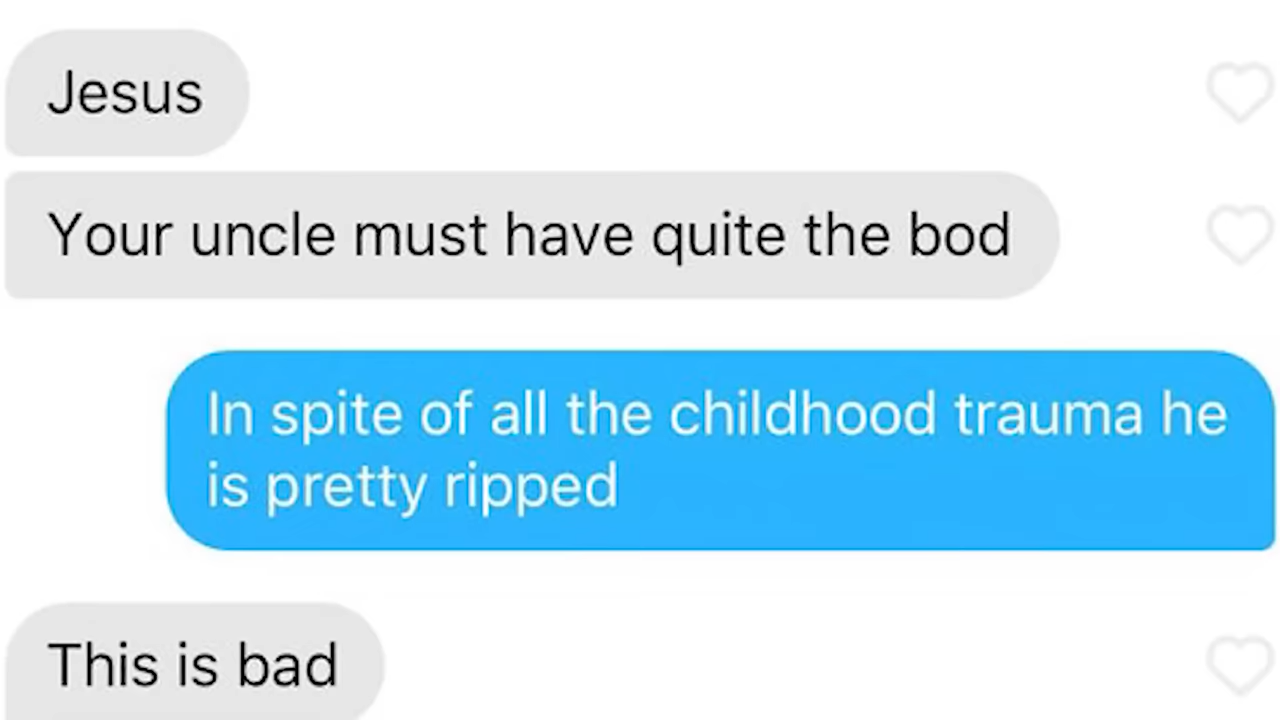 Jesus
Your uncle must have quite the bod
In spite of all the childhood trauma he
is pretty ripped
This is bad